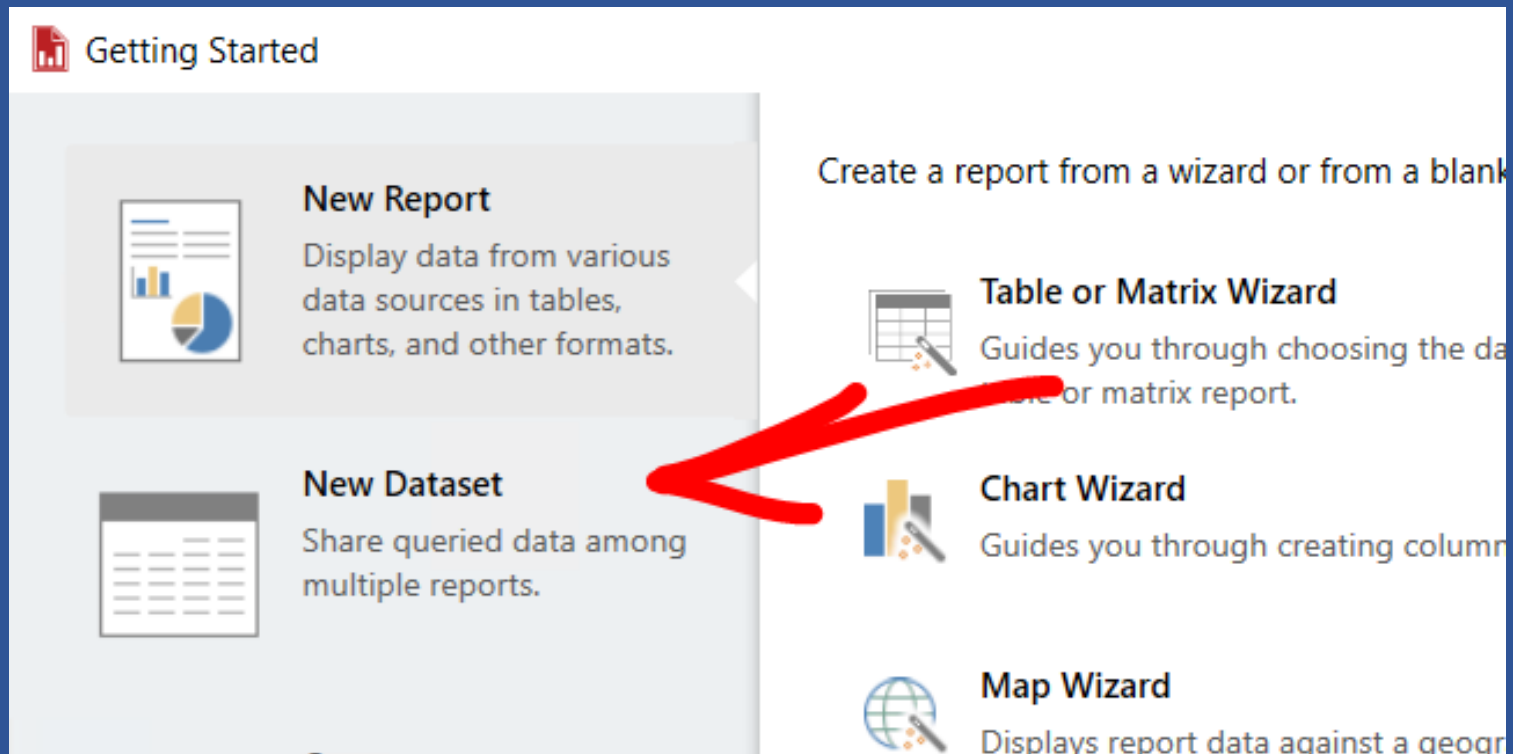 Getting Started
New Report
Display data from various
data sources in tables,
charts, and other formats.
New Dataset
Share queried data among
multiple reports.
Create a report from a wizard or from a blank
Table or Matrix Wizard
Guides you through choosing the da
or matrix report.
Chart Wizard
Guides you through creating column
Map Wizard
Displays report data against a geogr